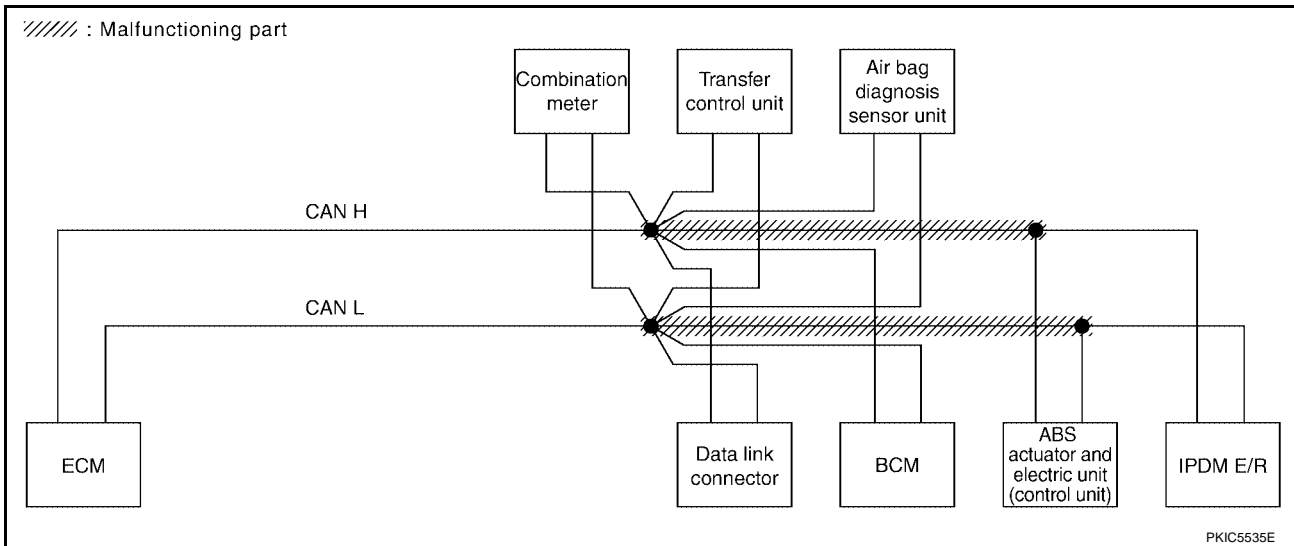 : Malfunctioning part
Combination
meter
Transfer
control unit
Air bag
diagnosis
sensor unit
CAN H
CAN L
ECM
Data link
connector
BCM
ABS
actuator and
electric unit
(control unit)
IPDM E/R
PKIC5535E